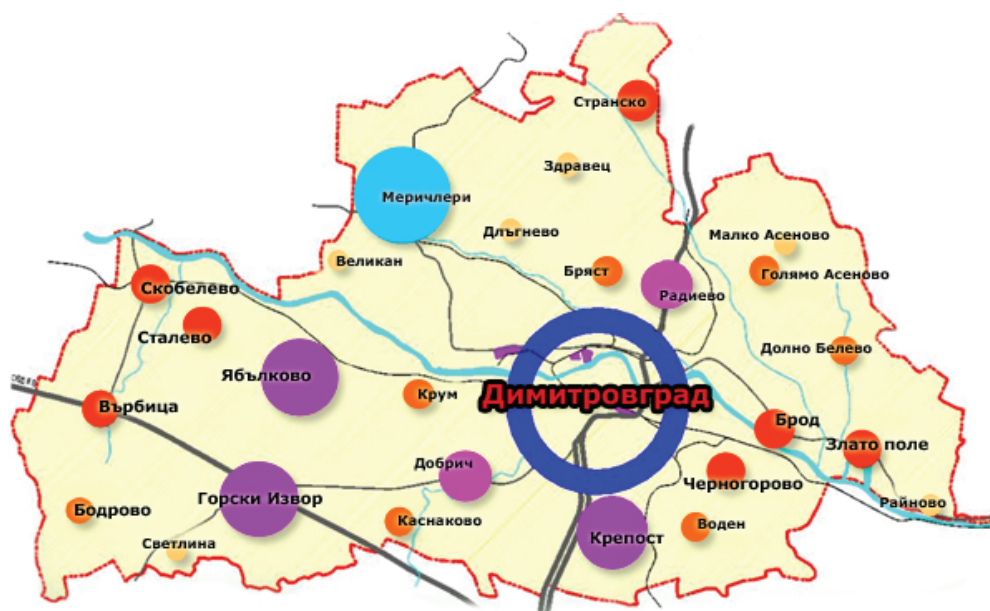 Странско
Здравец
Меричлери
Длъгнево
Малко Асеново
Великан
Бряст
Голямо Асеново
Скобелево
Радиево
Сталево
Долно Белево
Ябълково
Крум
Димитровград
Върбица
Брод
Злато поле
Добрич
Черногорово
Горски Извор
Бодрово
Райново
Каснаково
Воден
Крепост
Светлина